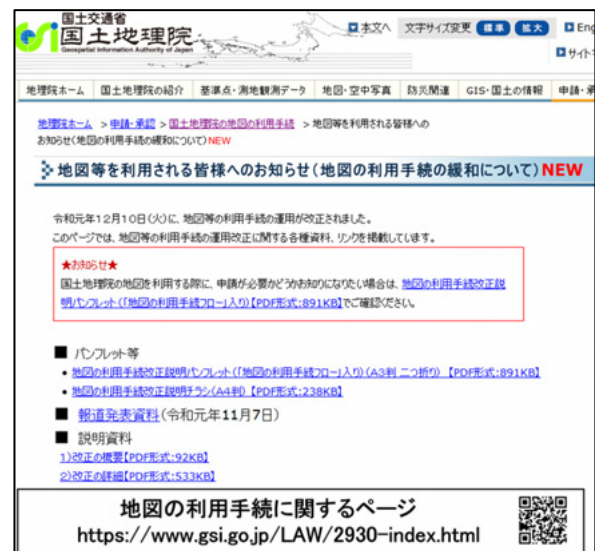 国土交通省
国土地理院
Geospatial Information Authority of Japan
本文へ 文字サイズ変更 標準 拡大 Eng
サイト
地理院ホーム 国土地理院の紹介 基準点・測地観測データ 地図・空中写真 防災関連 GIS・国土の情報 申請・承
地理院ホーム > 申請・承認 > 国土地理院の地図の利用手続 > 地図等を利用される皆様への
お知らせ(地図の利用手続の緩和について)NEW
地図等を利用される皆様へのお知らせ(地図の利用手続の緩和について)NEW
令和元年12月10日(火)に、地図等の利用手続の運用が改正されました。
このページでは、地図等の利用手続の運用改正に関する各種資料、リンクを掲載しています。
★お知らせ★
国土地理院の地図を利用する際に、申請が必要かどうかお知りになりたい場合は、地図の利用手続改正説
明パンフレット(「地図の利用手続フロー」入り)【PDF形式:891KB】でご確認ください。
■ パンフレット等
• 地図の利用手続改正説明パンフレット(「地図の利用手続フロー」入り)(A3判 二つ折り) 【PDF形式:891KB】
• 地図の利用手続改正説明チラシ(A4判)【PDF形式:238KB】
■ 報道発表資料(令和元年11月7日)
■ 説明資料
1)改正の概要【PDF形式:92KB】
2)改正の詳細【PDF形式:533KB】
地図の利用手続に関するページ
https://www.gsi.go.jp/LAW/2930-index.html